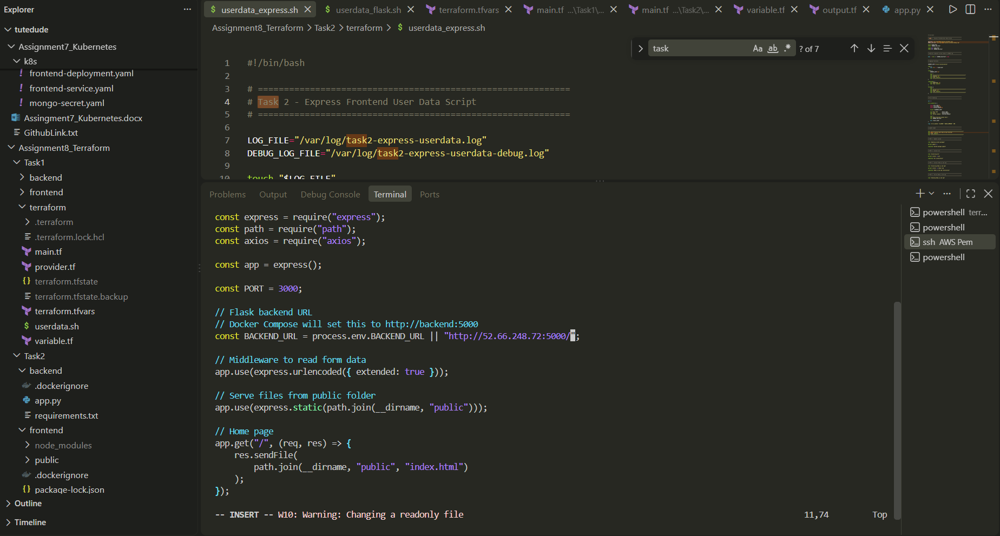 Explorer
tutedude
Assignment7_Kubernetes
k8s
frontend-deployment.yaml
frontend-service.yaml
mongo-secret.yaml
Assingment7_Kubernetes.docx
GithubLink.txt
Assignment8_Terraform
Task1
backend
frontend
terraform
.terraform
.terraform.lock.hcl
main.tf
provider.tf
terraform.tfstate
terraform.tfstate.backup
terraform.tfvars
userdata.sh
variable.tf
Task2
backend
.dockerignore
app.py
requirements.txt
frontend
node_modules
public
.dockerignore
package-lock.json
Outline
Timeline
userdata_express.sh
userdata_flask.sh
terraform.tfvars
main.tf ...\Task1\...
main.tf ...\Task2\...
variable.tf
output.tf
app.py
Assignment8_Terraform > Task2 > terraform > $ userdata_express.sh
task
Aa ab .*
? of 7
1 #!/bin/bash
2
3 # ============================================================
4 # Task 2 - Express Frontend User Data Script
5 # ============================================================
6
7 LOG_FILE="/var/log/task2-express-userdata.log"
8 DEBUG_LOG_FILE="/var/log/task2-express-userdata-debug.log"
9
10 touch "$LOG_FILE"
Problems Output Debug Console Terminal Ports
const express = require("express");
const path = require("path");
const axios = require("axios");
const app = express();
const PORT = 3000;
// Flask backend URL
// Docker Compose will set this to http://backend:5000
const BACKEND_URL = process.env.BACKEND_URL || "http://52.66.248.72:5000/";
// Middleware to read form data
app.use(express.urlencoded({ extended: true }));
// Serve files from public folder
app.use(express.static(path.join(__dirname, "public")));
// Home page
app.get("/", (req, res) => {
res.sendFile(
path.join(__dirname, "public", "index.html")
);
});
-- INSERT -- W10: Warning: Changing a readonly file
11,74
Top
powershell terr...
powershell
ssh AWS Pem
powershell